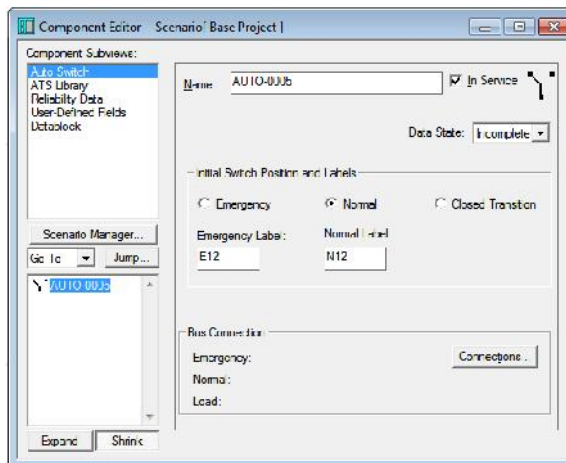 Component Editor - Scenario[ Base Project ]
Component Subviews:
Auto Switch
ATS Library
Reliability Data
User-Defined Fields
Datablock
Scenario Manager...
Go To
Jump...
AUTO-0005
Expand
Shrink
Name
AUTO-0005
In Service
Data State:
Incomplete
Initial Switch Position and Labels
Emergency
Normal
Closed Transition
Emergency Label:
Normal Label
E12
N12
Bus Connection
Emergency:
Connections...
Normal:
Load: